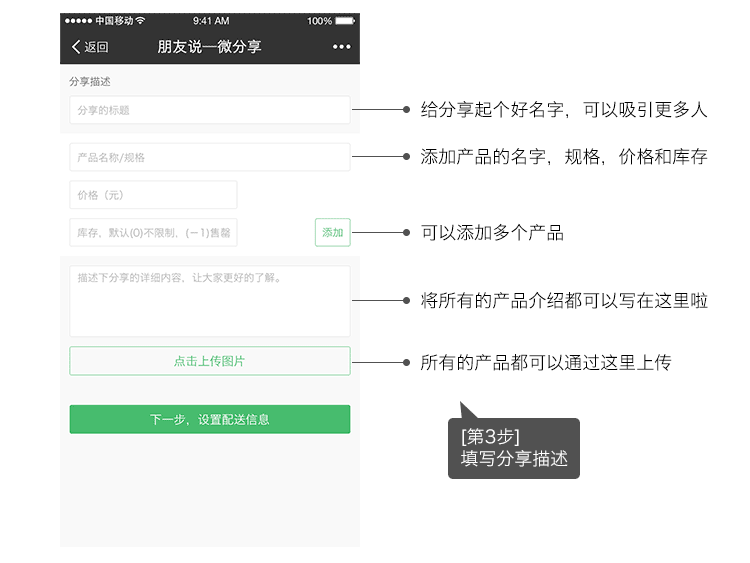 中国移动 9:41 AM 100%
返回 朋友说—微分享
分享描述
分享的标题
给分享起个好名字，可以吸引更多人
产品名称/规格
添加产品的名字，规格，价格和库存
价格（元）
库存，默认(0)不限制，(－1)售罄
添加
可以添加多个产品
描述下分享的详细内容，让大家更好的了解。
将所有的产品介绍都可以写在这里啦
点击上传图片
所有的产品都可以通过这里上传
下一步，设置配送信息
[第3步]
填写分享描述